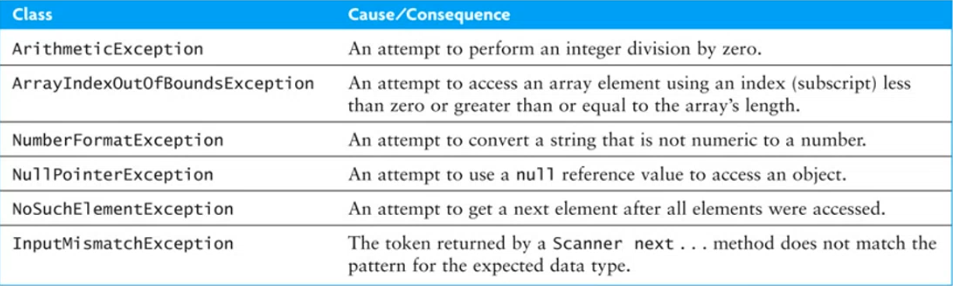 Class Cause/Consequence
ArithmeticException An attempt to perform an integer division by zero.
ArrayIndexOutOfBoundsException An attempt to access an array element using an index (subscript) less
than zero or greater than or equal to the array's length.
NumberFormatException An attempt to convert a string that is not numeric to a number.
NullPointerException An attempt to use a null reference value to access an object.
NoSuchElementException An attempt to get a next element after all elements were accessed.
InputMismatchException The token returned by a Scanner next . . . method does not match the
pattern for the expected data type.